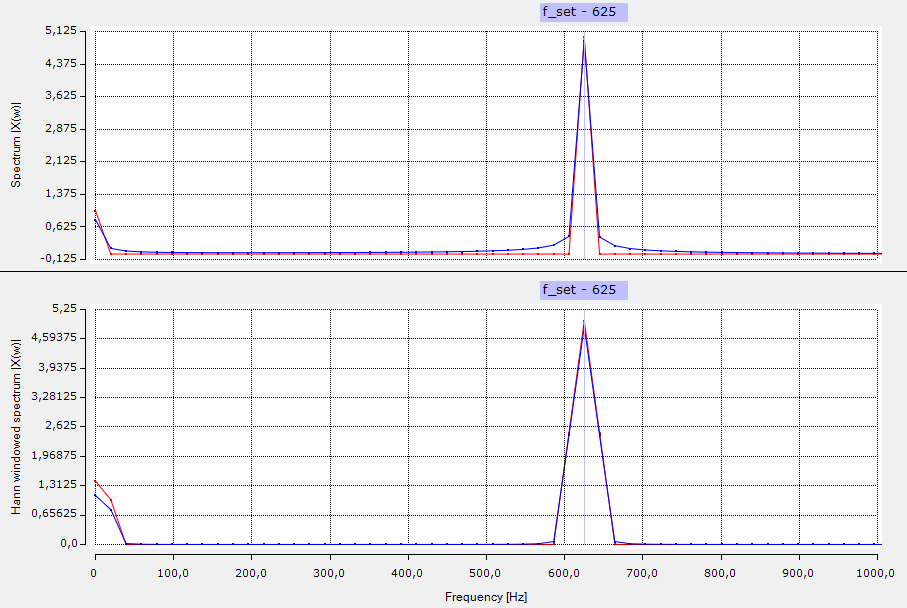 f_set - 625
5,125
4,375
3,625
2,875
2,125
1,375
0,625
-0,125
Spectrum |X(w)|
f_set - 625
5,25
4,59375
3,9375
3,28125
2,625
1,96875
1,3125
0,65625
0,0
Hann windowed spectrum |X(w)|
0 100,0 200,0 300,0 400,0 500,0 600,0 700,0 800,0 900,0 1000,0
Frequency [Hz]